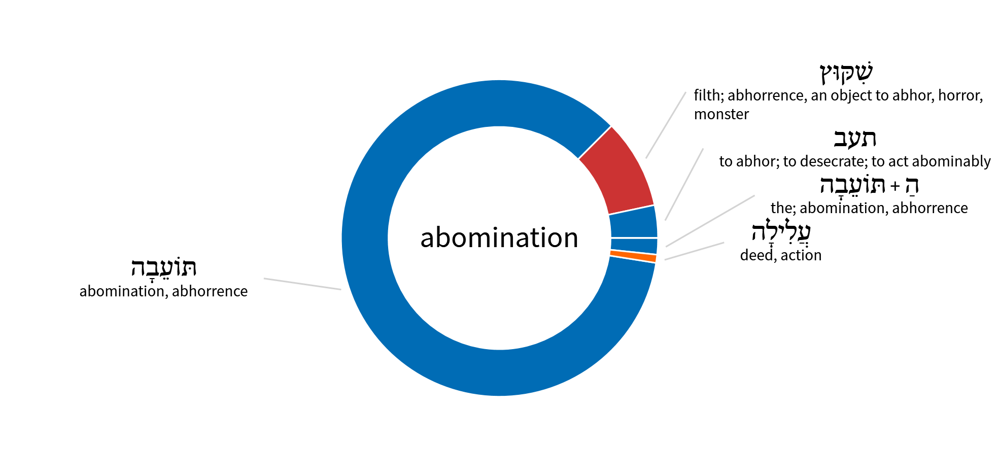 שִׁקּוּץ
filth; abhorrence, an object to abhor, horror,
monster
תעב
to abhor; to desecrate; to act abominably
הַ + תּוֹעֵבָה
the; abomination, abhorrence
עֲלִילָה
deed, action
abomination
תּוֹעֵבָה
abomination, abhorrence